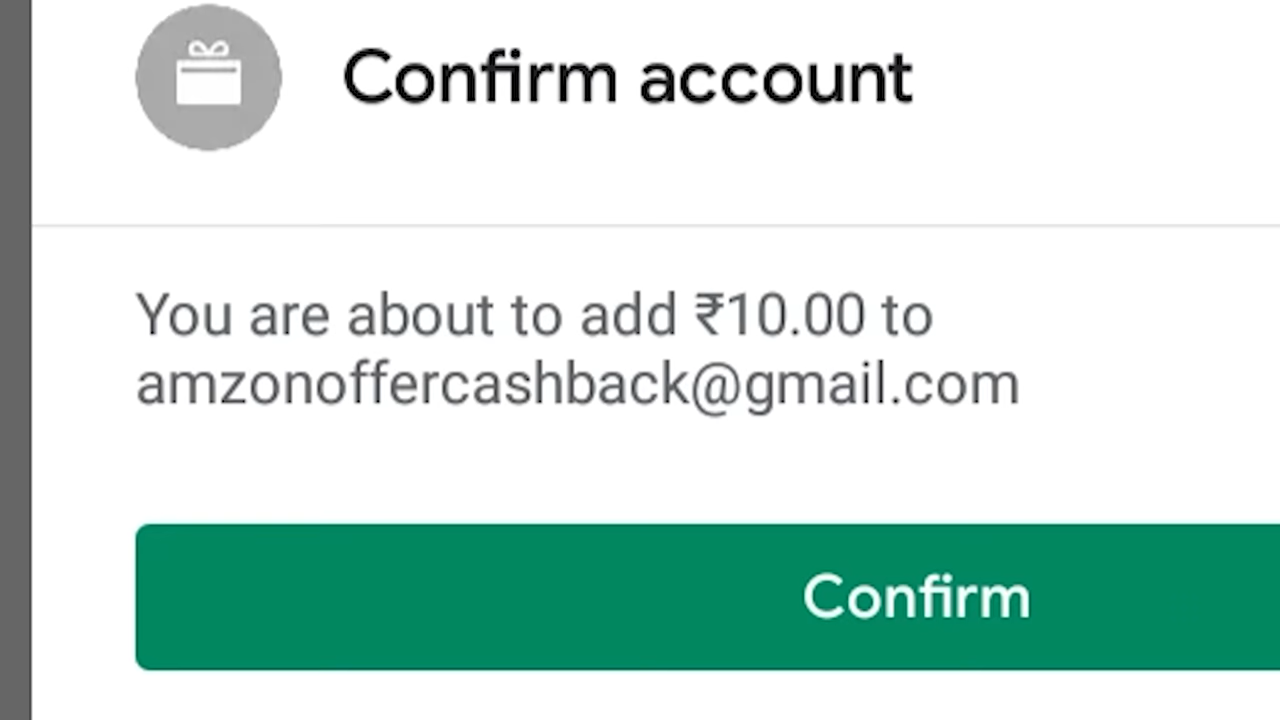 Confirm account
You are about to add ₹10.00 to
amzonoffercashback@gmail.com
Confirm